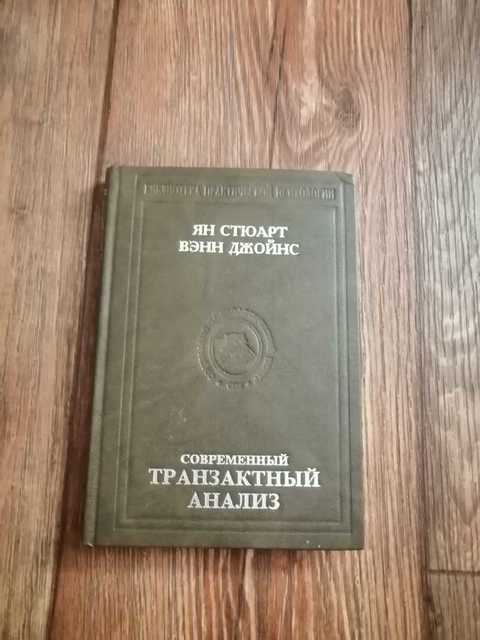 БИБЛИОТЕКА ПРАКТИЧЕСКОЙ ПСИХОЛОГИИ
ЯН СТЮАРТ
ВЭНН ДЖОЙНС
СОВРЕМЕННЫЙ
ТРАНЗАКТНЫЙ
АНАЛИЗ